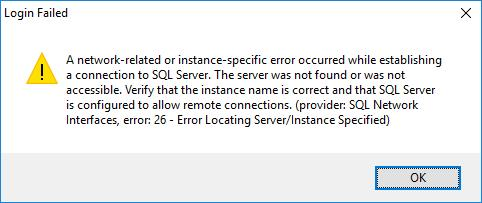 Login Failed
A network-related or instance-specific error occurred while establishing
a connection to SQL Server. The server was not found or was not
accessible. Verify that the instance name is correct and that SQL Server
is configured to allow remote connections. (provider: SQL Network
Interfaces, error: 26 - Error Locating Server/Instance Specified)
OK